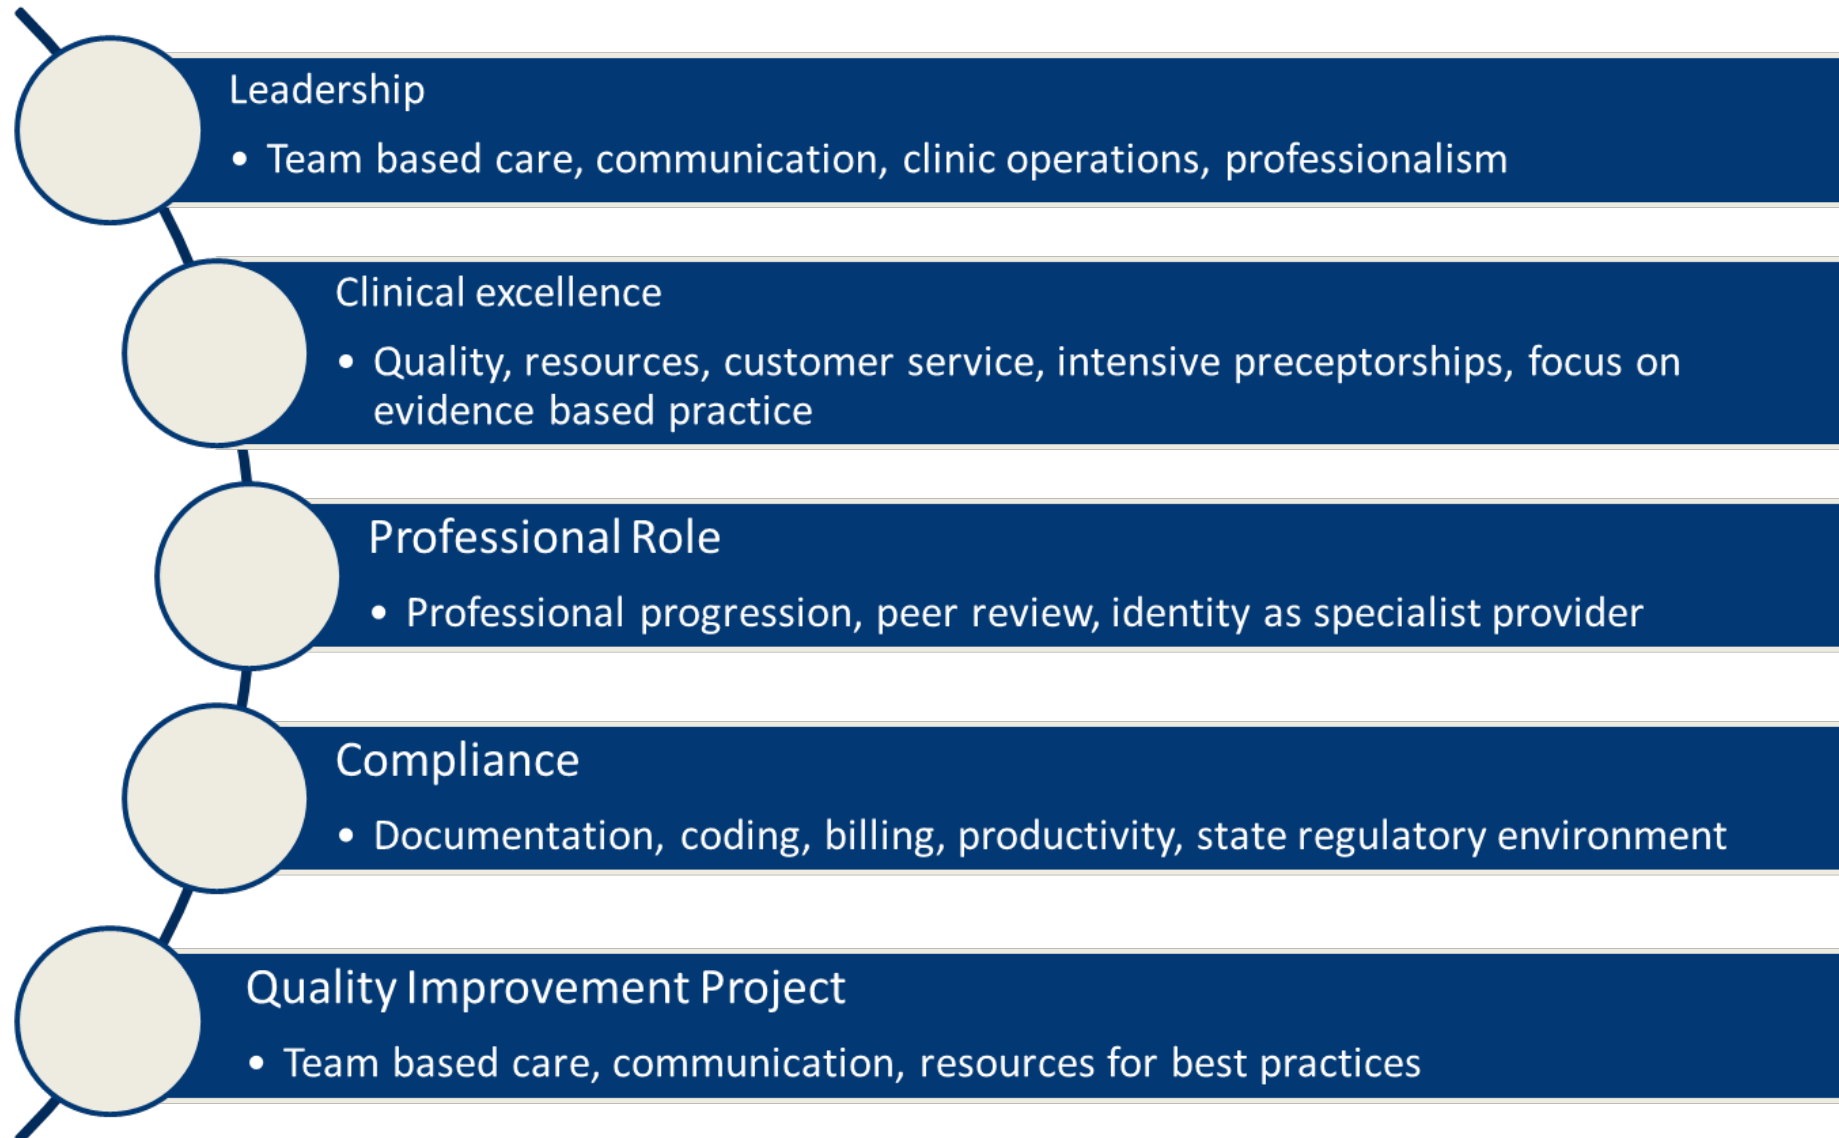 Leadership
• Team based care, communication, clinic operations, professionalism
Clinical excellence
• Quality, resources, customer service, intensive preceptorships, focus on
evidence based practice
Professional Role
• Professional progression, peer review, identity as specialist provider
Compliance
• Documentation, coding, billing, productivity, state regulatory environment
Quality Improvement Project
• Team based care, communication, resources for best practices